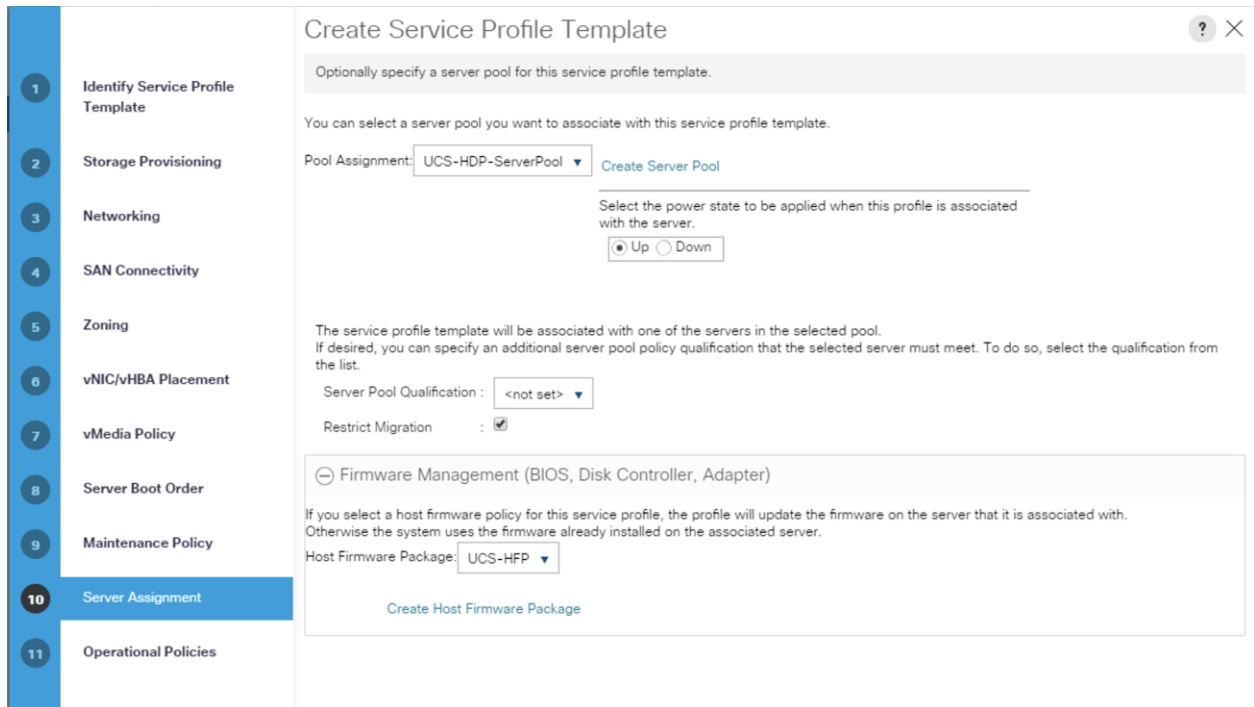 Create Service Profile Template
?
Optionally specify a server pool for this service profile template.
1
Identify Service Profile
Template
2
Storage Provisioning
3
Networking
4
SAN Connectivity
5
Zoning
6
vNIC/vHBA Placement
7
vMedia Policy
8
Server Boot Order
9
Maintenance Policy
10
Server Assignment
11
Operational Policies
You can select a server pool you want to associate with this service profile template.
Pool Assignment: UCS-HDP-ServerPool Create Server Pool
Select the power state to be applied when this profile is associated
with the server.
Up Down
The service profile template will be associated with one of the servers in the selected pool.
If desired, you can specify an additional server pool policy qualification that the selected server must meet. To do so, select the qualification from
the list.
Server Pool Qualification : <not set>
Restrict Migration :
Firmware Management (BIOS, Disk Controller, Adapter)
If you select a host firmware policy for this service profile, the profile will update the firmware on the server that it is associated with.
Otherwise the system uses the firmware already installed on the associated server.
Host Firmware Package: UCS-HFP
Create Host Firmware Package